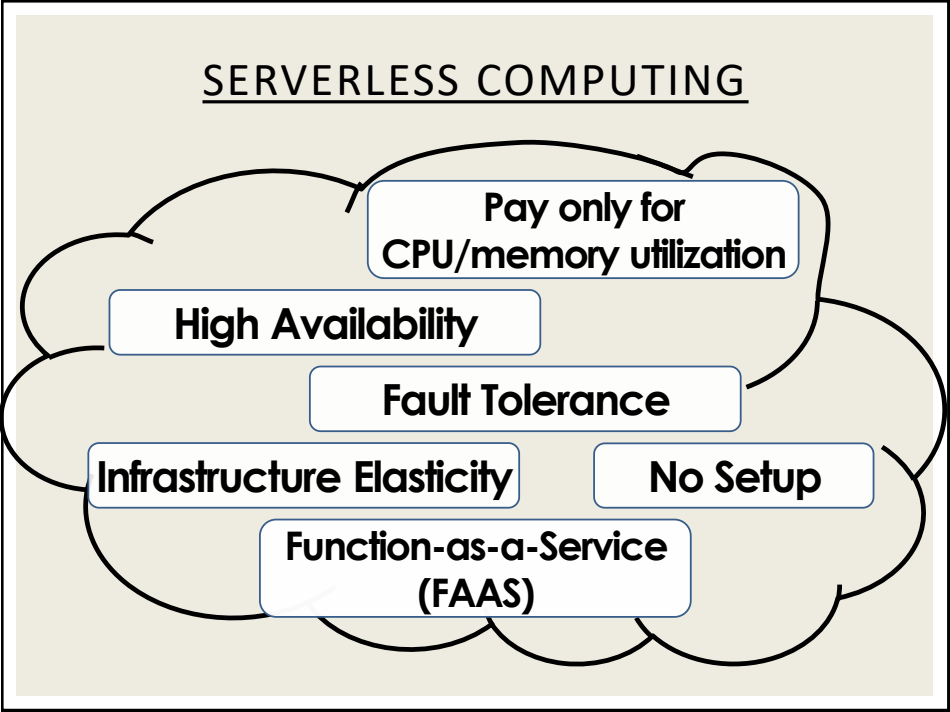 SERVERLESS COMPUTING
Pay only for
CPU/memory utilization
High Availability
Fault Tolerance
Infrastructure Elasticity
No Setup
Function-as-a-Service
(FAAS)